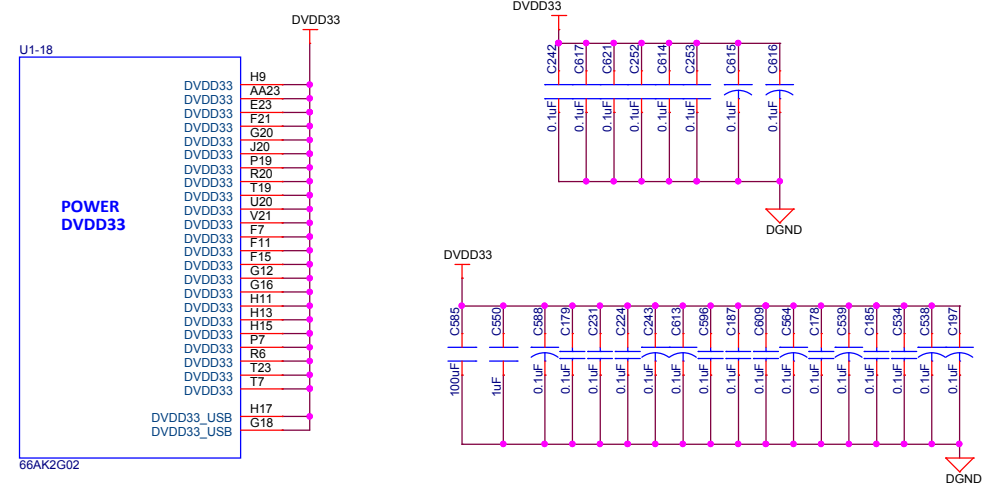 DVDD33
U1-18
DVDD33 H9
DVDD33 AA23
DVDD33 E23
DVDD33 F21
DVDD33 G20
DVDD33 J20
DVDD33 P19
DVDD33 R20
DVDD33 T19
DVDD33 U20
DVDD33 V21
DVDD33 F7
DVDD33 F11
DVDD33 F15
DVDD33 G12
DVDD33 G16
DVDD33 H11
DVDD33 H13
DVDD33 H15
DVDD33 P7
DVDD33 R6
DVDD33 T23
DVDD33 T7
DVDD33_USB H17
DVDD33_USB G18
POWER
DVDD33
66AK2G02
DVDD33
C242 C617 C621 C252 C614 C253 C615 C616
0.1uF 0.1uF 0.1uF 0.1uF 0.1uF 0.1uF 0.1uF 0.1uF
DGND
DVDD33
C585 C550 C588 C179 C231 C224 C243 C613 C596 C187 C609 C564 C178 C539 C185 C534 C538 C197
100uF 1uF 0.1uF 0.1uF 0.1uF 0.1uF 0.1uF 0.1uF 0.1uF 0.1uF 0.1uF 0.1uF 0.1uF 0.1uF 0.1uF 0.1uF 0.1uF 0.1uF
DGND